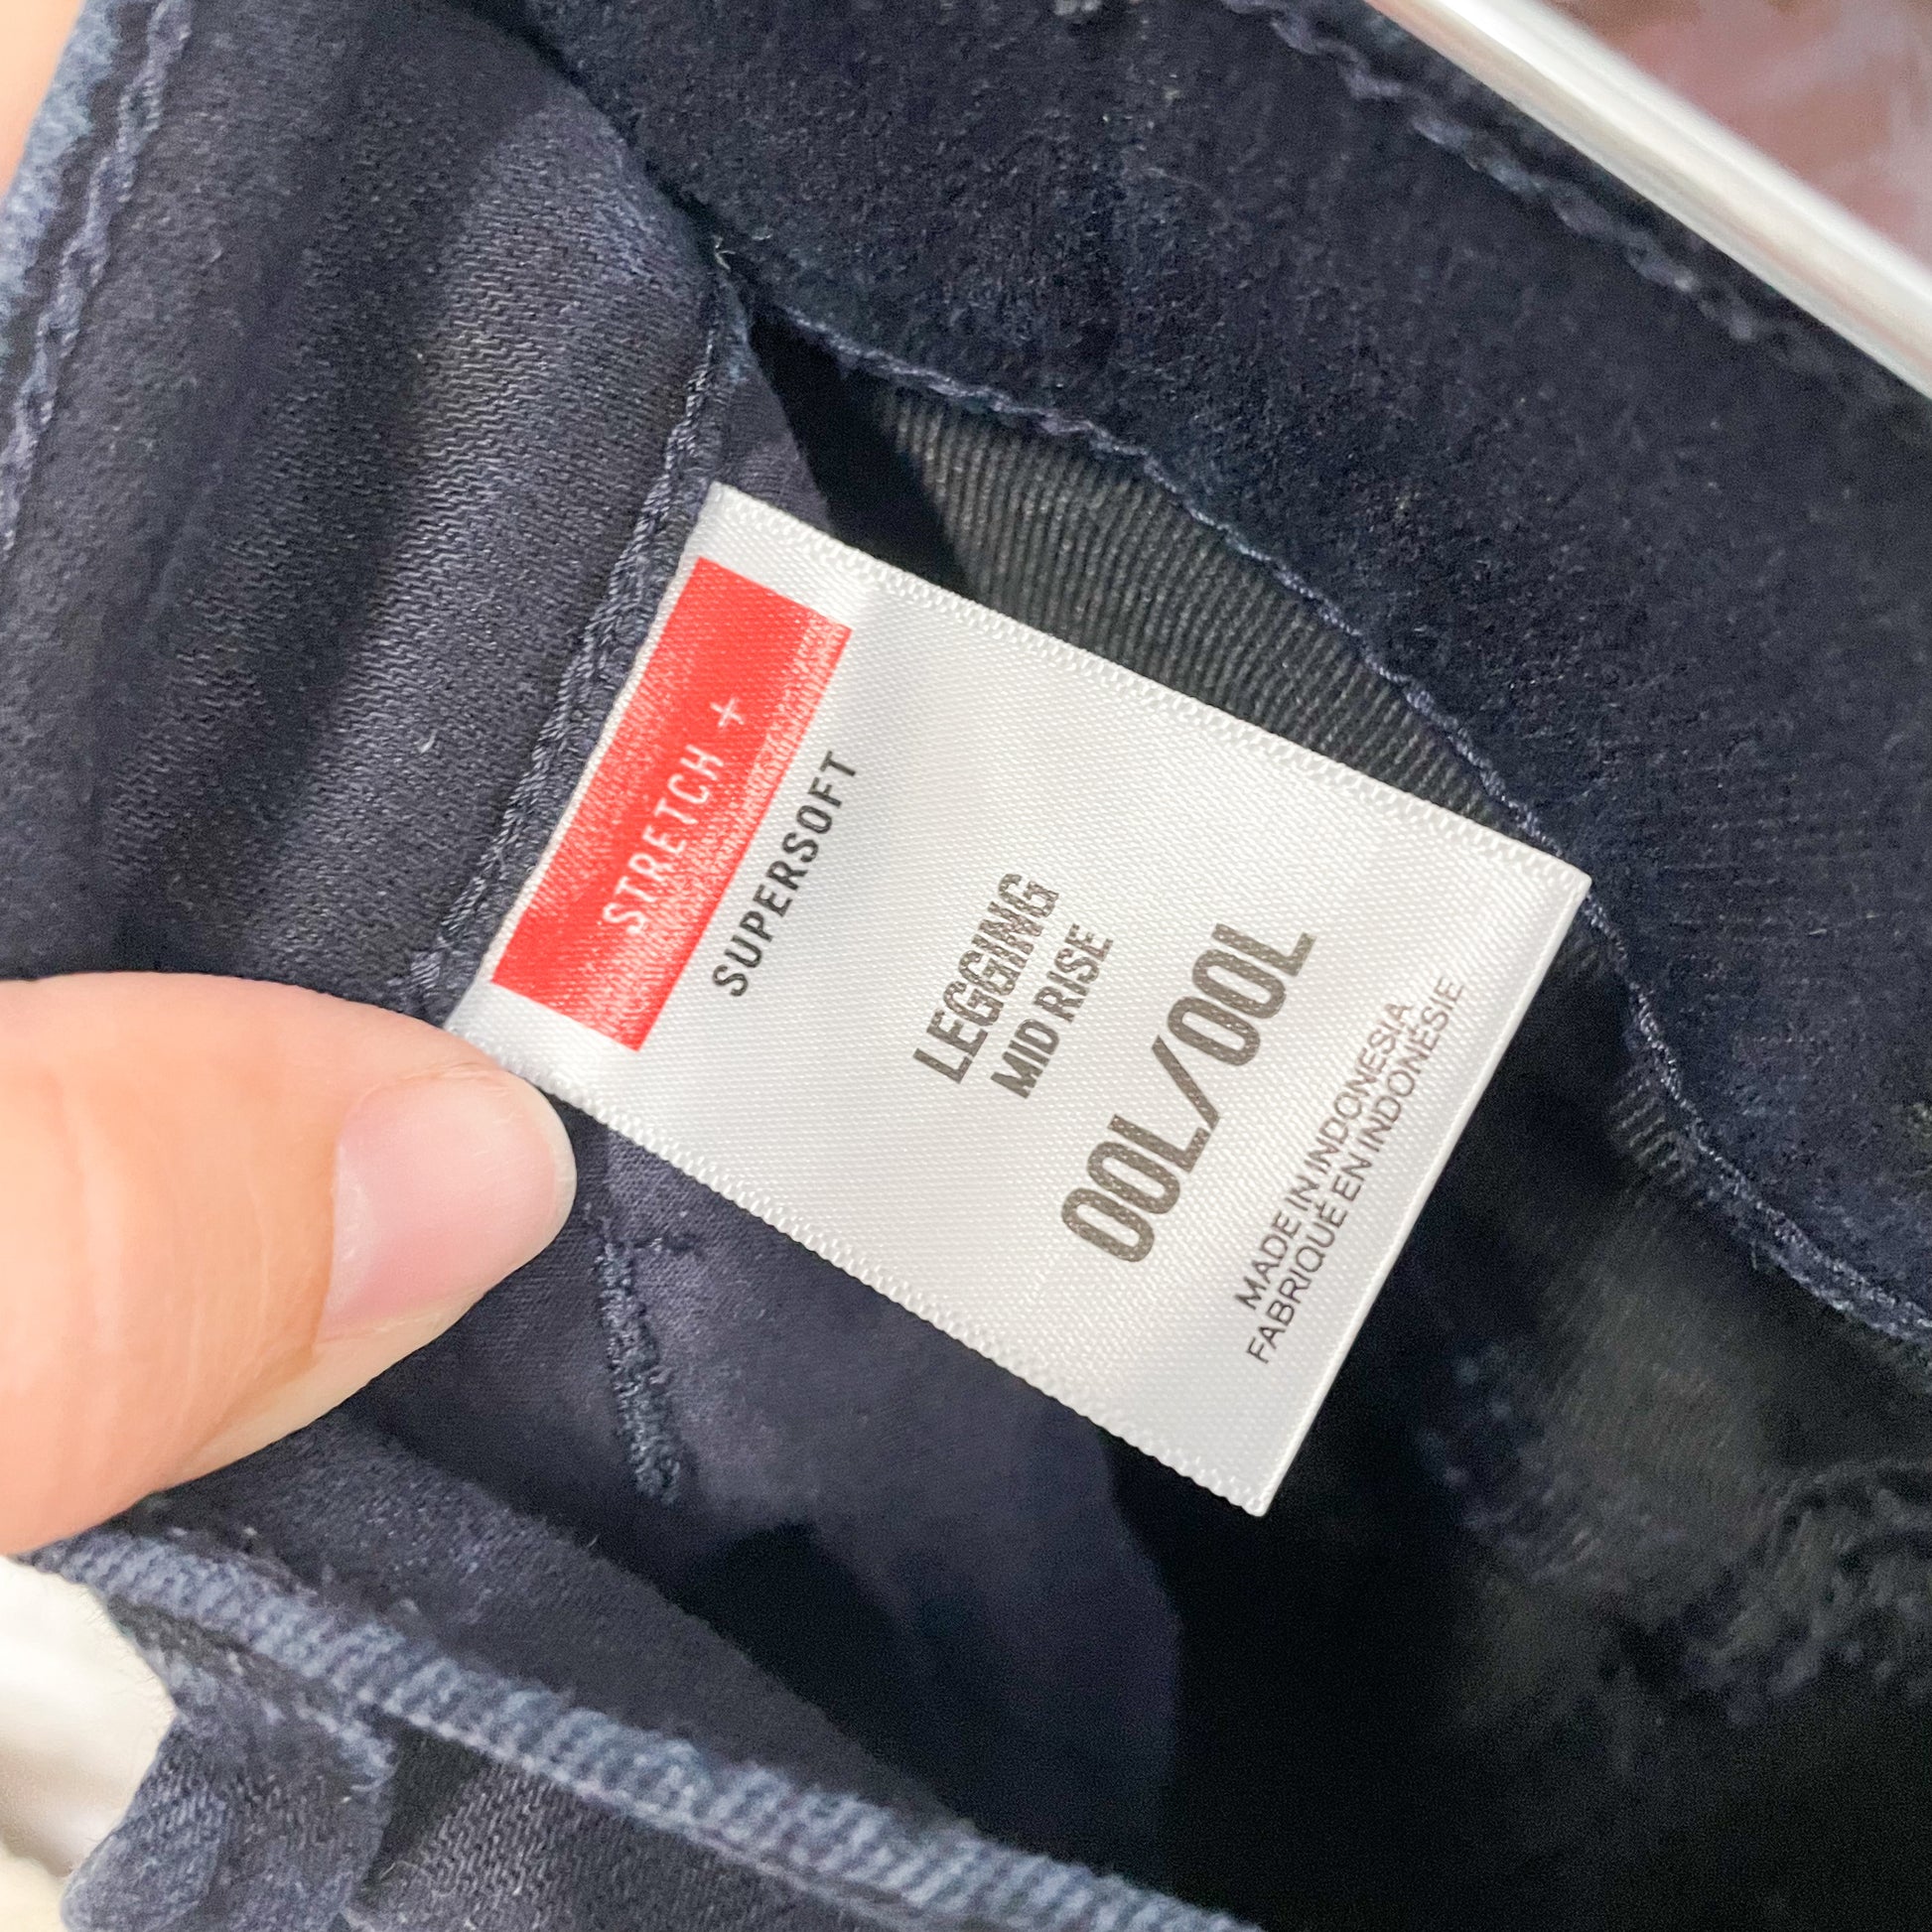 STRETCH +
SUPERSOFT
LEGGING
MID RISE
00L/00L
MADE IN INDONESIA
FABRIQUÉ EN INDONÉSIE